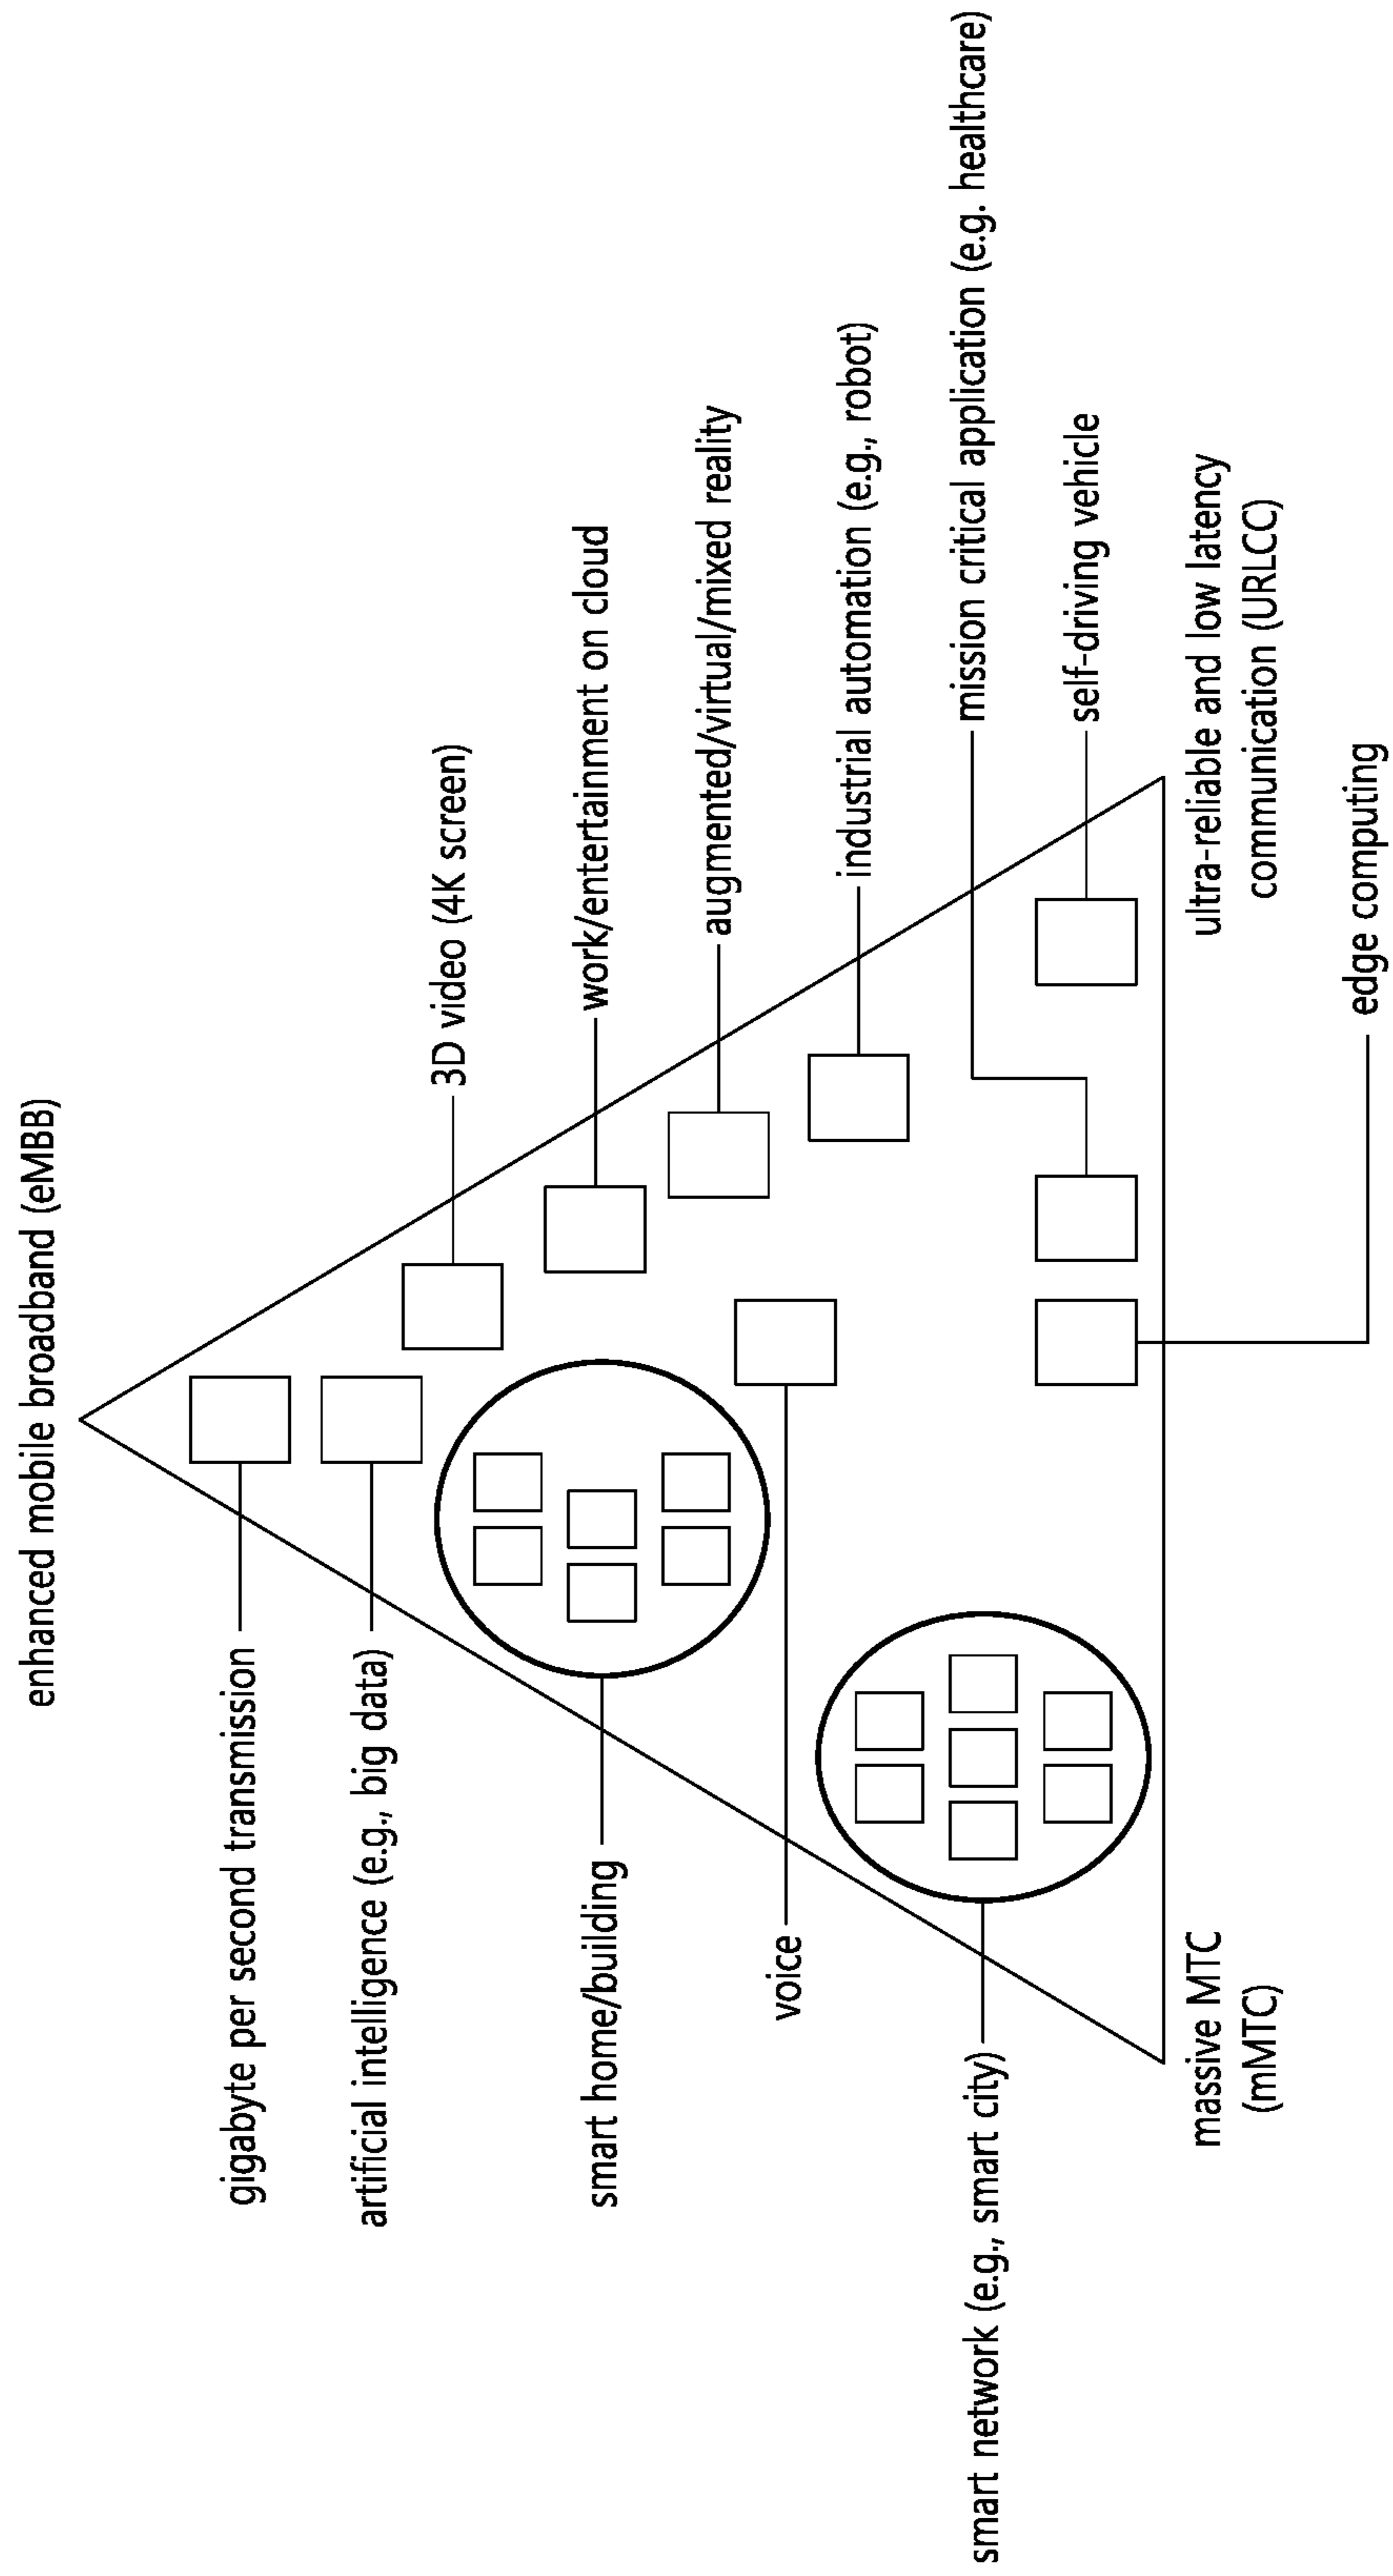 enhanced mobile broadband (eMBB)
gigabyte per second transmission
artificial intelligence (e.g., big data)
3D video (4K screen)
work/entertainment on cloud
smart home/building
augmented/virtual/mixed reality
voice
industrial automation (e.g., robot)
mission critical application (e.g. healthcare)
smart network (e.g., smart city)
self-driving vehicle
massive MTC
(mMTC)
ultra-reliable and low latency
communication (URLCC)
edge computing